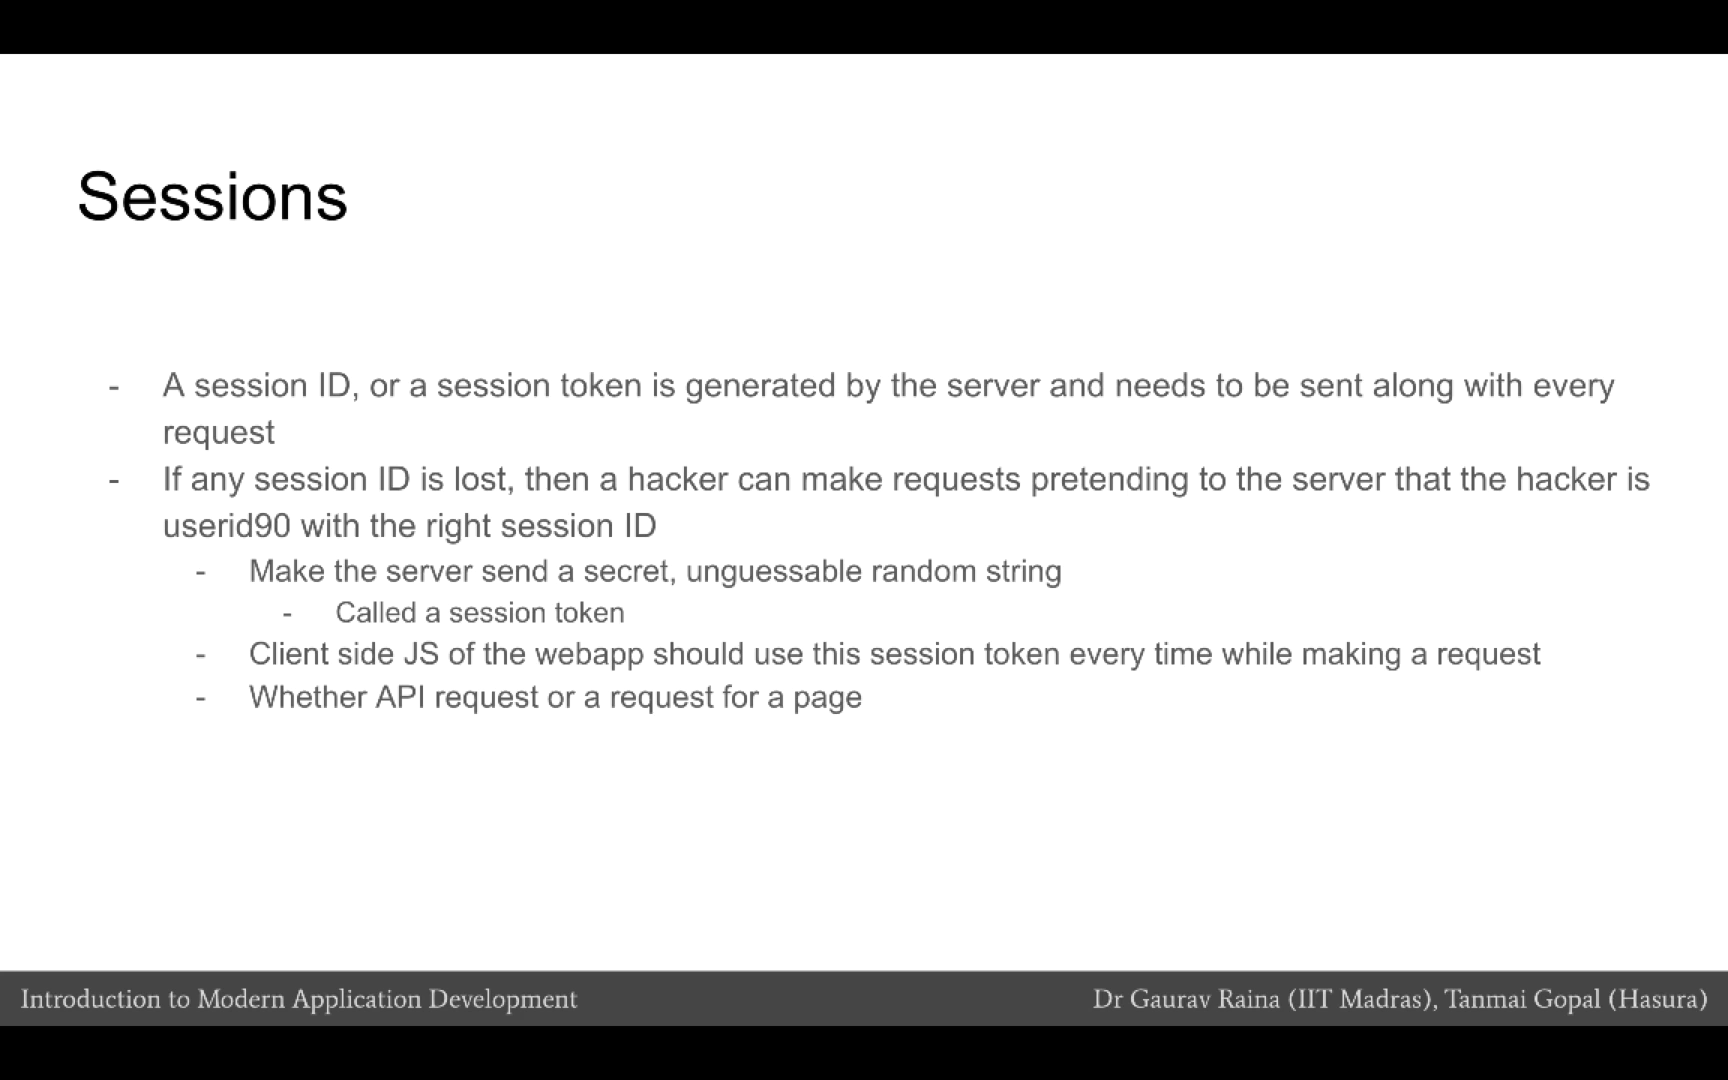 Sessions
- A session ID, or a session token is generated by the server and needs to be sent along with every
request
- If any session ID is lost, then a hacker can make requests pretending to the server that the hacker is
userid90 with the right session ID
- Make the server send a secret, unguessable random string
- Called a session token
- Client side JS of the webapp should use this session token every time while making a request
- Whether API request or a request for a page
Introduction to Modern Application Development
Dr Gaurav Raina (IIT Madras), Tanmai Gopal (Hasura)